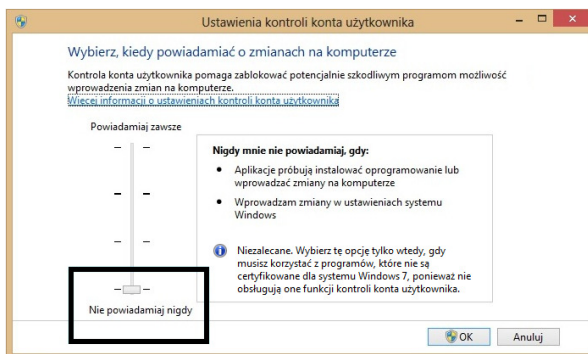 Ustawienia kontroli konta użytkownika
Wybierz, kiedy powiadamiać o zmianach na komputerze
Kontrola konta użytkownika pomaga zablokować potencjalnie szkodliwym programom możliwość
wprowadzenia zmian na komputerze.
Więcej informacji o ustawieniach kontroli konta użytkownika
Powiadamiaj zawsze
Nigdy mnie nie powiadamiaj, gdy:
• Aplikacje próbują instalować oprogramowanie lub
wprowadzać zmiany na komputerze
• Wprowadzam zmiany w ustawieniach systemu
Windows
Niezalecane. Wybierz tę opcję tylko wtedy, gdy
musisz korzystać z programów, które nie są
certyfikowane dla systemu Windows 7, ponieważ nie
obsługują one funkcji kontroli konta użytkownika.
Nie powiadamiaj nigdy
OK
Anuluj